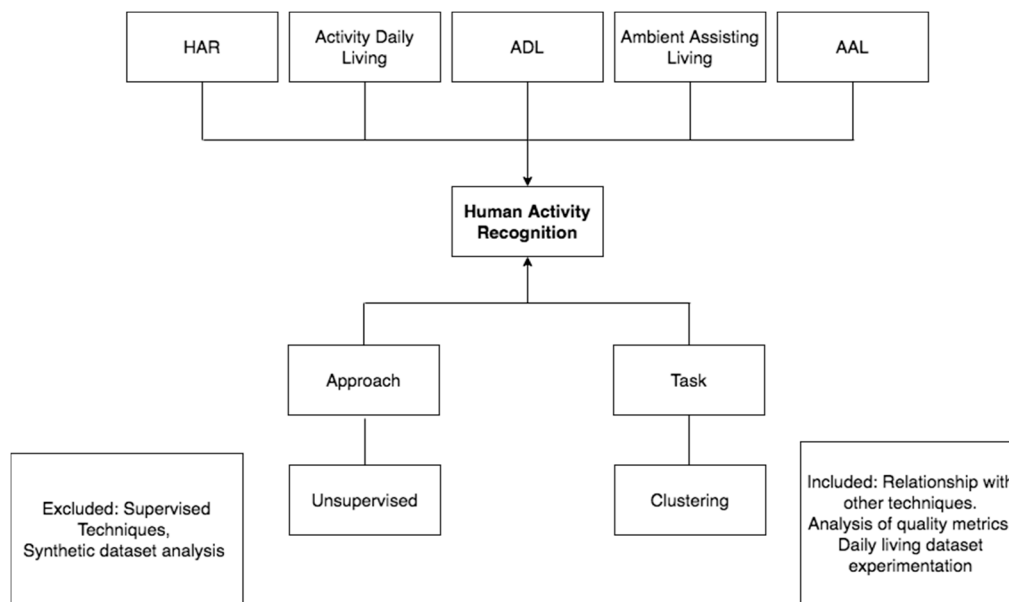 HAR
Activity Daily
Living
ADL
Ambient Assisting
Living
AAL
Human Activity
Recognition
Approach
Task
Unsupervised
Clustering
Excluded: Supervised
Techniques,
Synthetic dataset analysis
Included: Relationship with
other techniques.
Analysis of quality metrics
Daily living dataset
experimentation